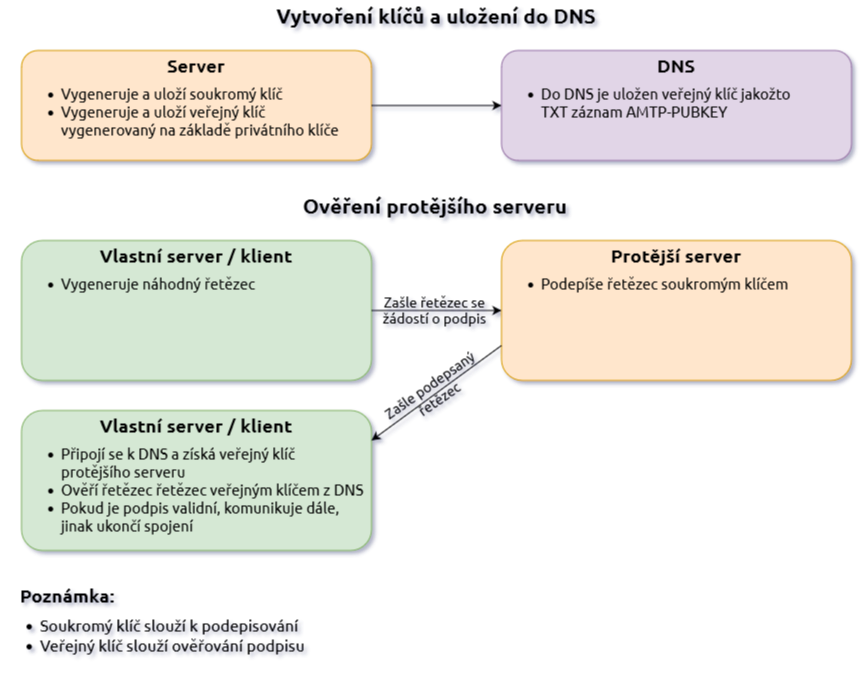 Vytvoření klíčů a uložení do DNS
Server
• Vygeneruje a uloží soukromý klíč
• Vygeneruje a uloží veřejný klíč
vygenerovaný na základě privátního klíče
DNS
• Do DNS je uložen veřejný klíč jakožto
TXT záznam AMTP-PUBKEY
Ověření protějšího serveru
Vlastní server / klient
• Vygeneruje náhodný řetězec
Zašle řetězec se
žádostí o podpis
Protější server
• Podepíše řetězec soukromým klíčem
Zašle podepsaný
řetězec
Vlastní server / klient
• Připojí se k DNS a získá veřejný klíč
protějšího serveru
• Ověří řetězec řetězec veřejným klíčem z DNS
• Pokud je podpis validní, komunikuje dále,
jinak ukončí spojení
Poznámka:
• Soukromý klíč slouží k podepisování
• Veřejný klíč slouží ověřování podpisu